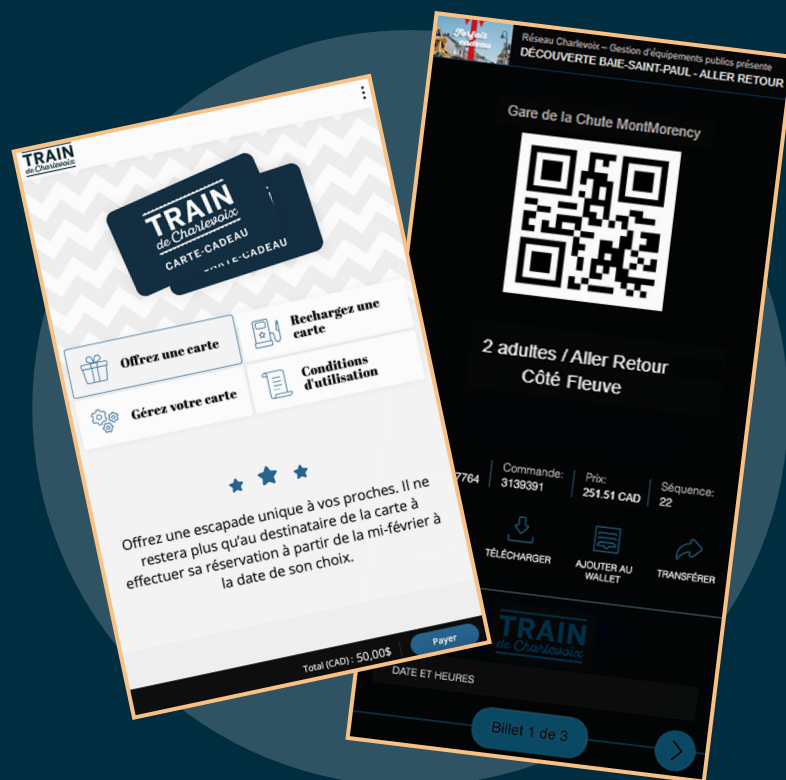 TRAIN
de Charlevoix
TRAIN
de Charlevoix
CARTE-CADEAU
Offrez une carte
Rechargez une
carte
Gérez votre carte
Conditions
d'utilisation
Offrez une escapade unique à vos proches. Il ne
restera plus qu'au destinataire de la carte à
effectuer sa réservation à partir de la mi-février à
la date de son choix.
Total (CAD) : 50,00$
Payer
Forfait
cadeau
Réseau Charlevoix – Gestion d'équipements publics présente
DÉCOUVERTE BAIE-SAINT-PAUL - ALLER RETOUR
Gare de la Chute MontMorency
2 adultes / Aller Retour
Côté Fleuve
7764
Commande:
3139391
Prix:
251.51 CAD
Séquence:
22
TÉLÉCHARGER
AJOUTER AU
WALLET
TRANSFÉRER
TRAIN
de Charlevoix
DATE ET HEURES
Billet 1 de 3